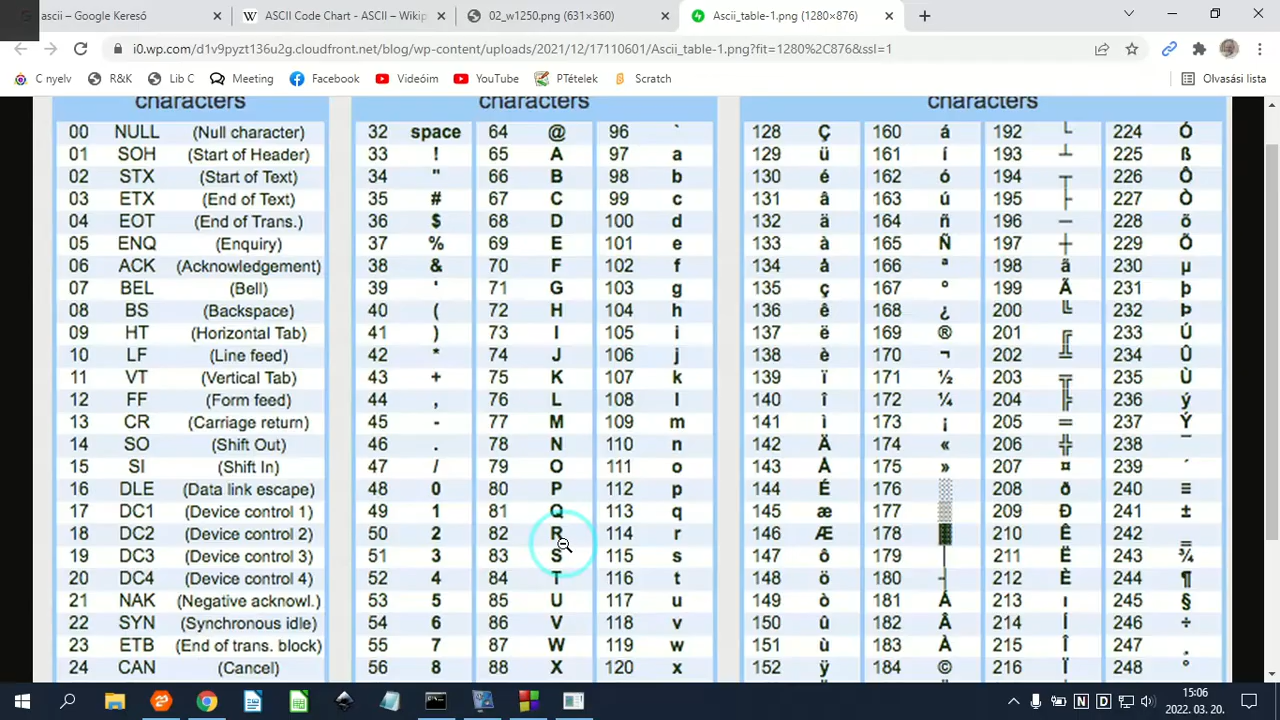 ascii – Google Kereső
ASCII Code Chart - ASCII – Wikip
02_w1250.png (631×360)
Ascii_table-1.png (1280×876)
i0.wp.com/d1v9pyzt136u2g.cloudfront.net/blog/wp-content/uploads/2021/12/17110601/Ascii_table-1.png?fit=1280%2C876&ssl=1
C nyelv R&K Lib C Meeting Facebook Videóim YouTube PTételek Scratch Olvasási lista
characters characters characters
00 NULL (Null character) 32 space 64 @ 96 ` 128 Ç 160 á 192 └ 224 Ó
01 SOH (Start of Header) 33 ! 65 A 97 a 129 ü 161 í 193 ┴ 225 ß
02 STX (Start of Text) 34 " 66 B 98 b 130 é 162 ó 194 ┬ 226 Ô
03 ETX (End of Text) 35 # 67 C 99 c 131 â 163 ú 195 ├ 227 Ò
04 EOT (End of Trans.) 36 $ 68 D 100 d 132 ä 164 ñ 196 ─ 228 õ
05 ENQ (Enquiry) 37 % 69 E 101 e 133 à 165 Ñ 197 ┼ 229 Õ
06 ACK (Acknowledgement) 38 & 70 F 102 f 134 å 166 ª 198 ã 230 µ
07 BEL (Bell) 39 ' 71 G 103 g 135 ç 167 º 199 Ã 231 þ
08 BS (Backspace) 40 ( 72 H 104 h 136 ê 168 ¿ 200 ╚ 232 Þ
09 HT (Horizontal Tab) 41 ) 73 I 105 i 137 ë 169 ® 201 ╔ 233 Ú
10 LF (Line feed) 42 * 74 J 106 j 138 è 170 ¬ 202 ╩ 234 Û
11 VT (Vertical Tab) 43 + 75 K 107 k 139 ï 171 ½ 203 ╦ 235 Ù
12 FF (Form feed) 44 , 76 L 108 l 140 î 172 ¼ 204 ╠ 236 ý
13 CR (Carriage return) 45 - 77 M 109 m 141 ì 173 ¡ 205 ═ 237 Ý
14 SO (Shift Out) 46 . 78 N 110 n 142 Ä 174 « 206 ╬ 238 ¯
15 SI (Shift In) 47 / 79 O 111 o 143 Å 175 » 207 ¤ 239 ´
16 DLE (Data link escape) 48 0 80 P 112 p 144 É 176 ░ 208 ð 240 ≡
17 DC1 (Device control 1) 49 1 81 Q 113 q 145 æ 177 ▒ 209 Đ 241 ±
18 DC2 (Device control 2) 50 2 82 R 114 r 146 Æ 178 ▓ 210 Ê 242 ‗
19 DC3 (Device control 3) 51 3 83 S 115 s 147 ô 179 │ 211 Ë 243 ¾
20 DC4 (Device control 4) 52 4 84 T 116 t 148 ö 180 ┤ 212 È 244 ¶
21 NAK (Negative acknowl.) 53 5 85 U 117 u 149 ò 181 Á 213 ı 245 §
22 SYN (Synchronous idle) 54 6 86 V 118 v 150 û 182 Â 214 Í 246 ÷
23 ETB (End of trans. block) 55 7 87 W 119 w 151 ù 183 À 215 Î 247 ¸
24 CAN (Cancel) 56 8 88 X 120 x 152 ÿ 184 © 216 Ï 248 °
15:06
2022. 03. 20.